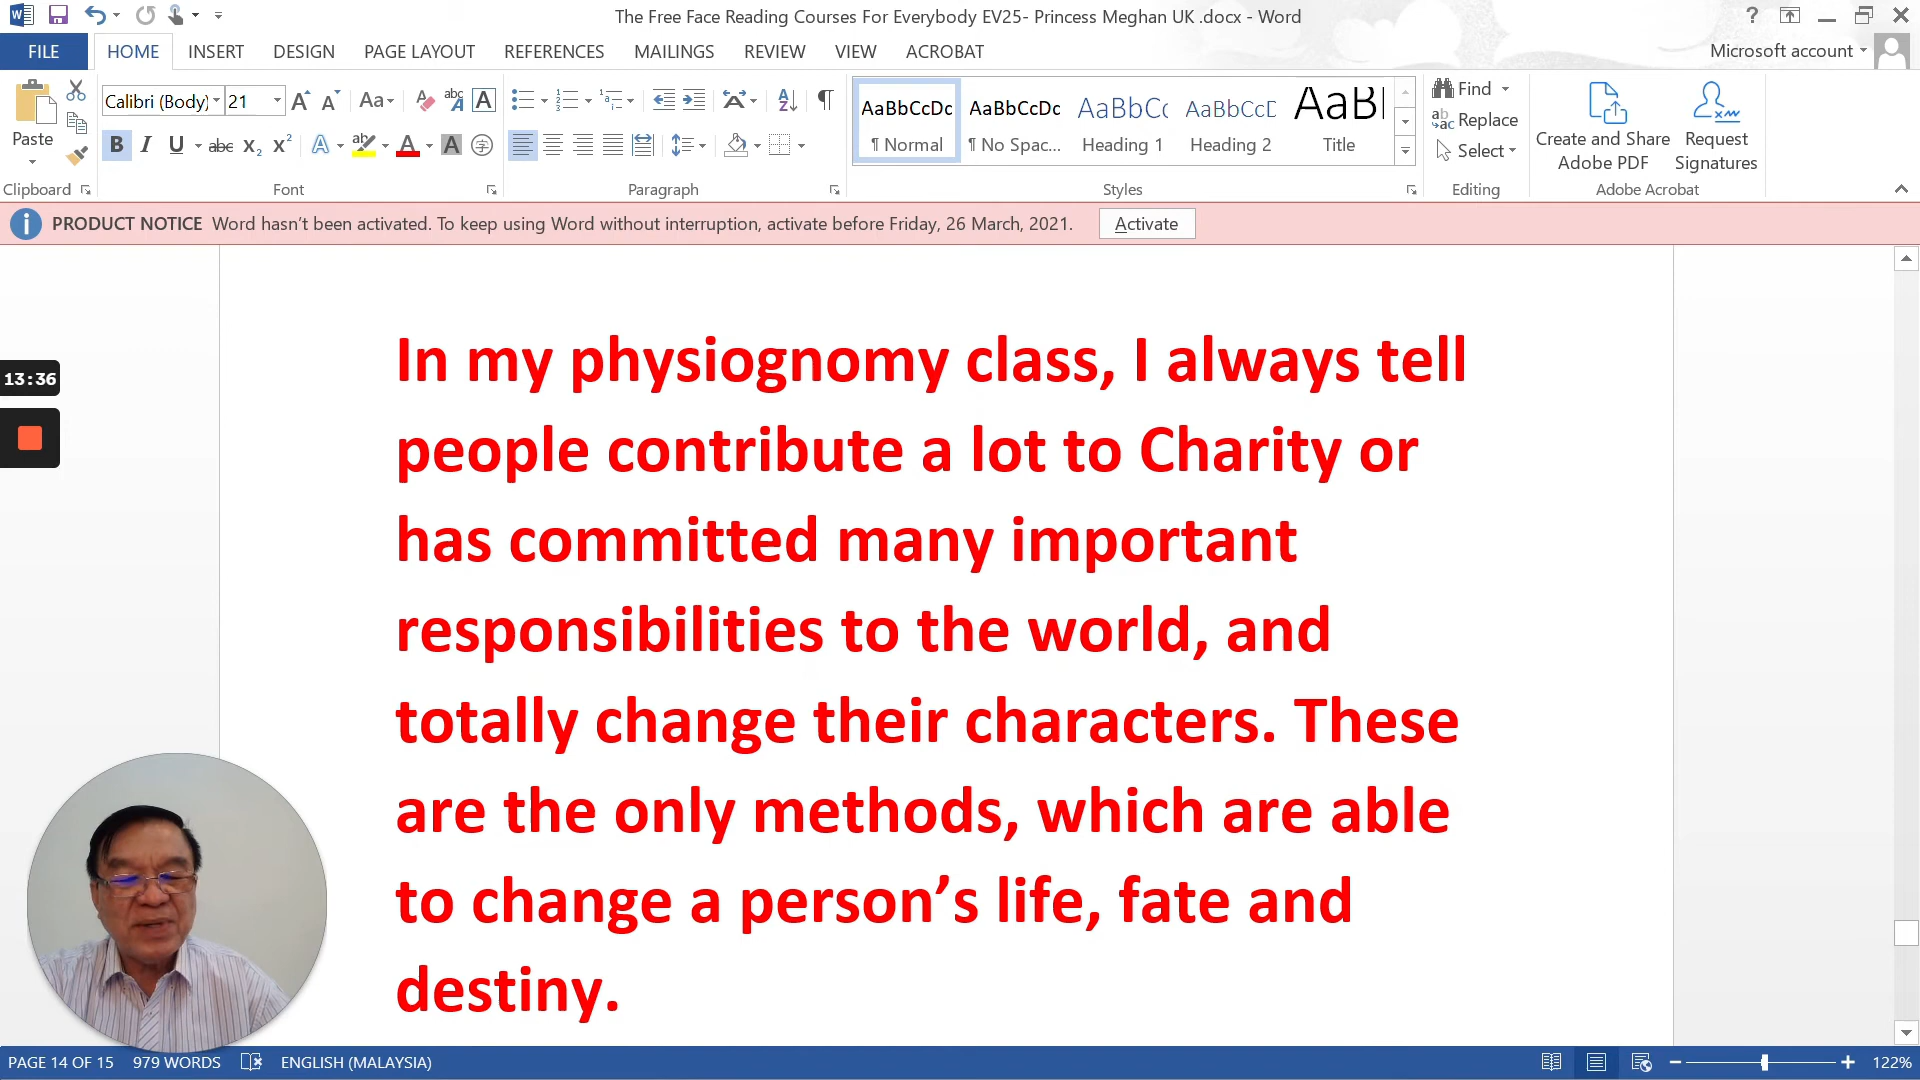 The Free Face Reading Courses For Everybody EV25- Princess Meghan UK .docx - Word
FILE HOME INSERT DESIGN PAGE LAYOUT REFERENCES MAILINGS REVIEW VIEW ACROBAT Microsoft account
Paste
Clipboard
Calibri (Body) 21
Font
Paragraph
AaBbCcDc AaBbCcDc AaBbCc AaBbCcD AaBl
¶ Normal ¶ No Spac... Heading 1 Heading 2 Title
Styles
Find
Replace
Select
Editing
Create and Share Adobe PDF
Request Signatures
Adobe Acrobat
PRODUCT NOTICE Word hasn't been activated. To keep using Word without interruption, activate before Friday, 26 March, 2021. Activate
13:36
In my physiognomy class, I always tell
people contribute a lot to Charity or
has committed many important
responsibilities to the world, and
totally change their characters. These
are the only methods, which are able
to change a person’s life, fate and
destiny.
PAGE 14 OF 15 979 WORDS ENGLISH (MALAYSIA) 122%